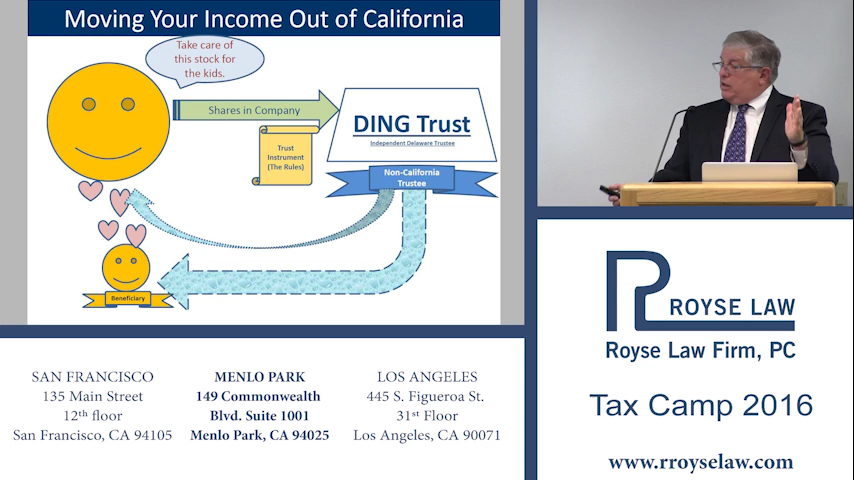 Moving Your Income Out of California
Take care of
this stock for
the kids.
Shares in Company
DING Trust
Independent Delaware Trustee
Trust
Instrument
(The Rules)
Non-California
Trustee
Beneficiary
ROYSE LAW
Royse Law Firm, PC
Tax Camp 2016
www.rroyselaw.com
SAN FRANCISCO
135 Main Street
12th floor
San Francisco, CA 94105
MENLO PARK
149 Commonwealth
Blvd. Suite 1001
Menlo Park, CA 94025
LOS ANGELES
445 S. Figueroa St.
31st Floor
Los Angeles, CA 90071